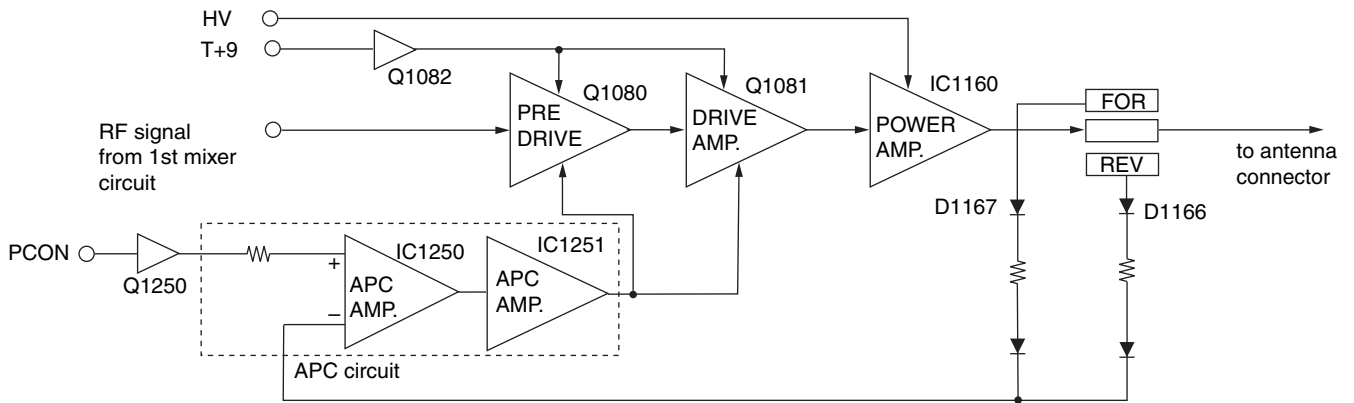 HV
T+9
Q1082
Q1080
Q1081
IC1160
PRE
DRIVE
DRIVE
AMP.
POWER
AMP.
FOR
REV
RF signal
from 1st mixer
circuit
to antenna
connector
D1167
D1166
PCON
Q1250
+
–
IC1250
APC
AMP.
IC1251
APC
AMP.
APC circuit